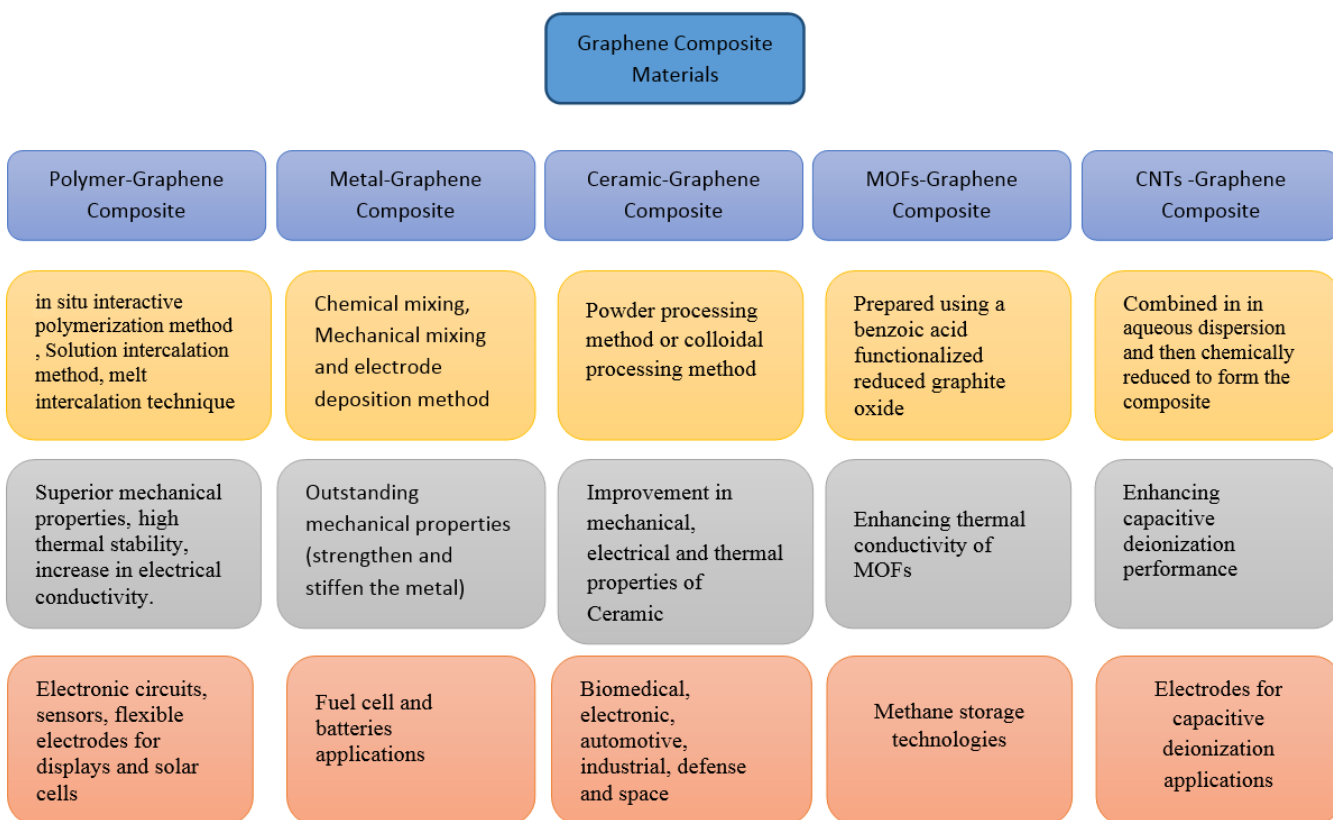 Graphene Composite
Materials
Polymer-Graphene
Composite
Metal-Graphene
Composite
Ceramic-Graphene
Composite
MOFs-Graphene
Composite
CNTs -Graphene
Composite
in situ interactive
polymerization method
, Solution intercalation
method, melt
intercalation technique
Chemical mixing,
Mechanical mixing
and electrode
deposition method
Powder processing
method or colloidal
processing method
Prepared using a
benzoic acid
functionalized
reduced graphite
oxide
Combined in in
aqueous dispersion
and then chemically
reduced to form the
composite
Superior mechanical
properties, high
thermal stability,
increase in electrical
conductivity.
Outstanding
mechanical properties
(strengthen and
stiffen the metal)
Improvement in
mechanical,
electrical and thermal
properties of
Ceramic
Enhancing thermal
conductivity of
MOFs
Enhancing
capacitive
deionization
performance
Electronic circuits,
sensors, flexible
electrodes for
displays and solar
cells
Fuel cell and
batteries
applications
Biomedical,
electronic,
automotive,
industrial, defense
and space
Methane storage
technologies
Electrodes for
capacitive
deionization
applications